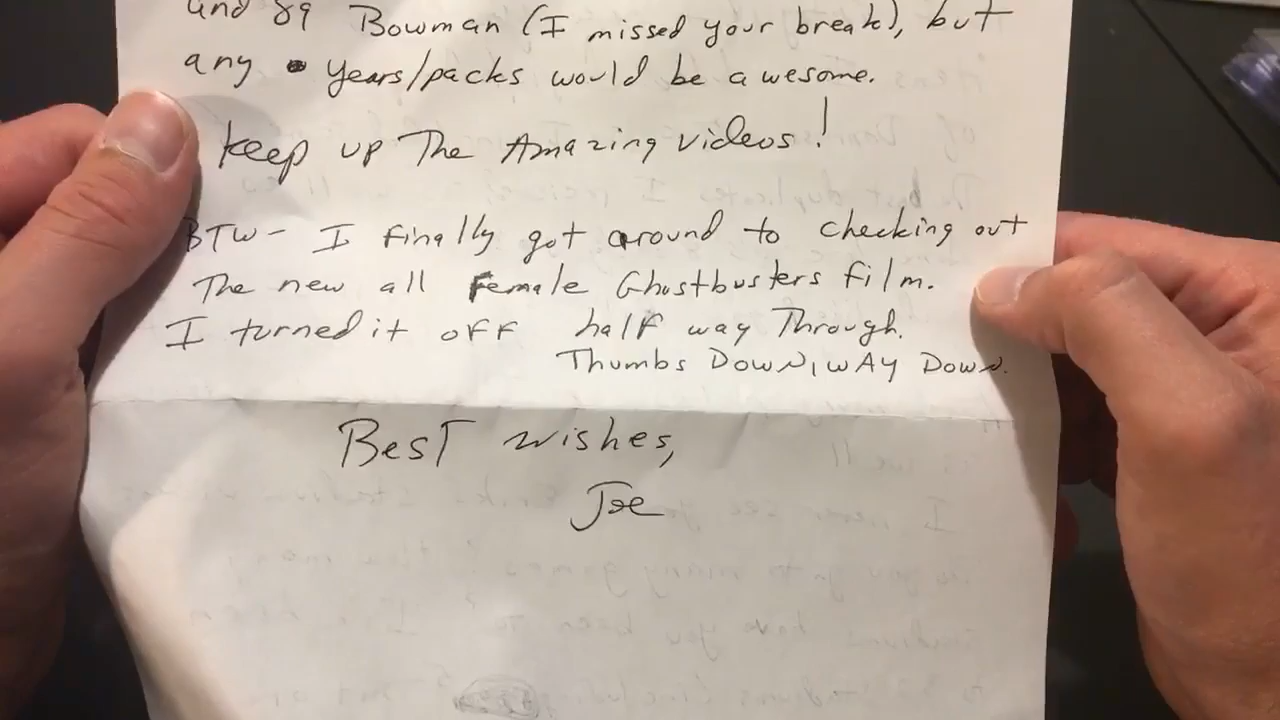 and 89 Bowman (I missed your break), but
any years/packs would be awesome.
Keep up The Amazing videos!
BTW- I finally got around to checking out
The new all Female Ghostbusters film.
I turned it off half way Through.
Thumbs Down, WAY DOWN.
Best wishes,
Joe